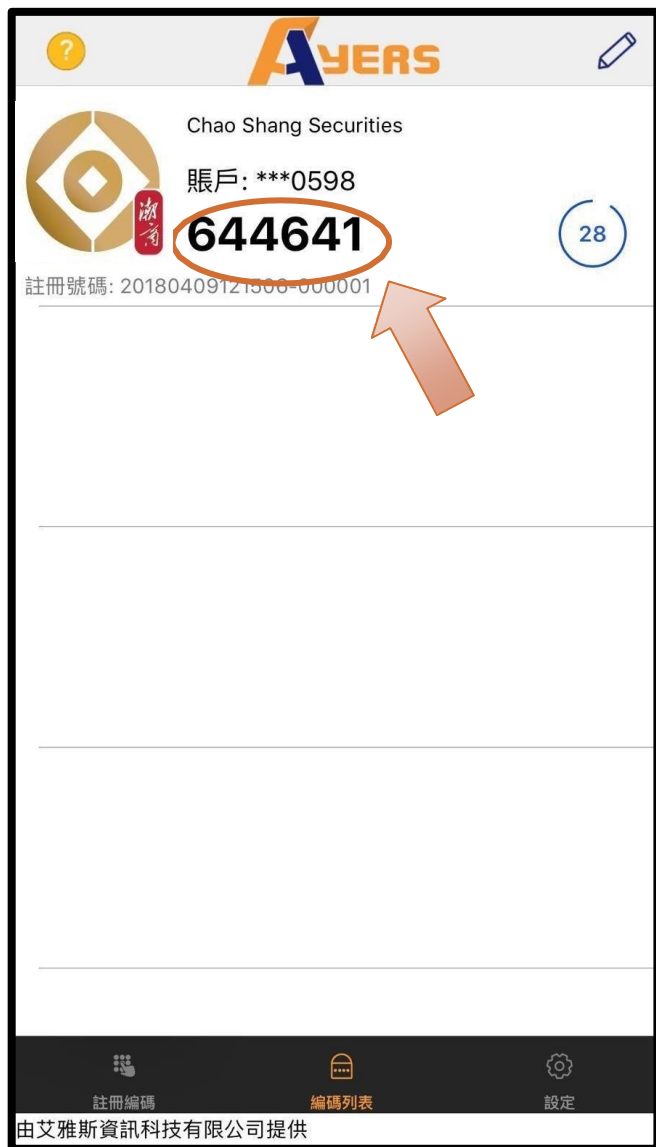 ?
AYERS
Chao Shang Securities
賬戶: ***0598
644641
28
潮商
註冊號碼: 20180409121506-000001
註冊編碼
編碼列表
設定
由艾雅斯資訊科技有限公司提供